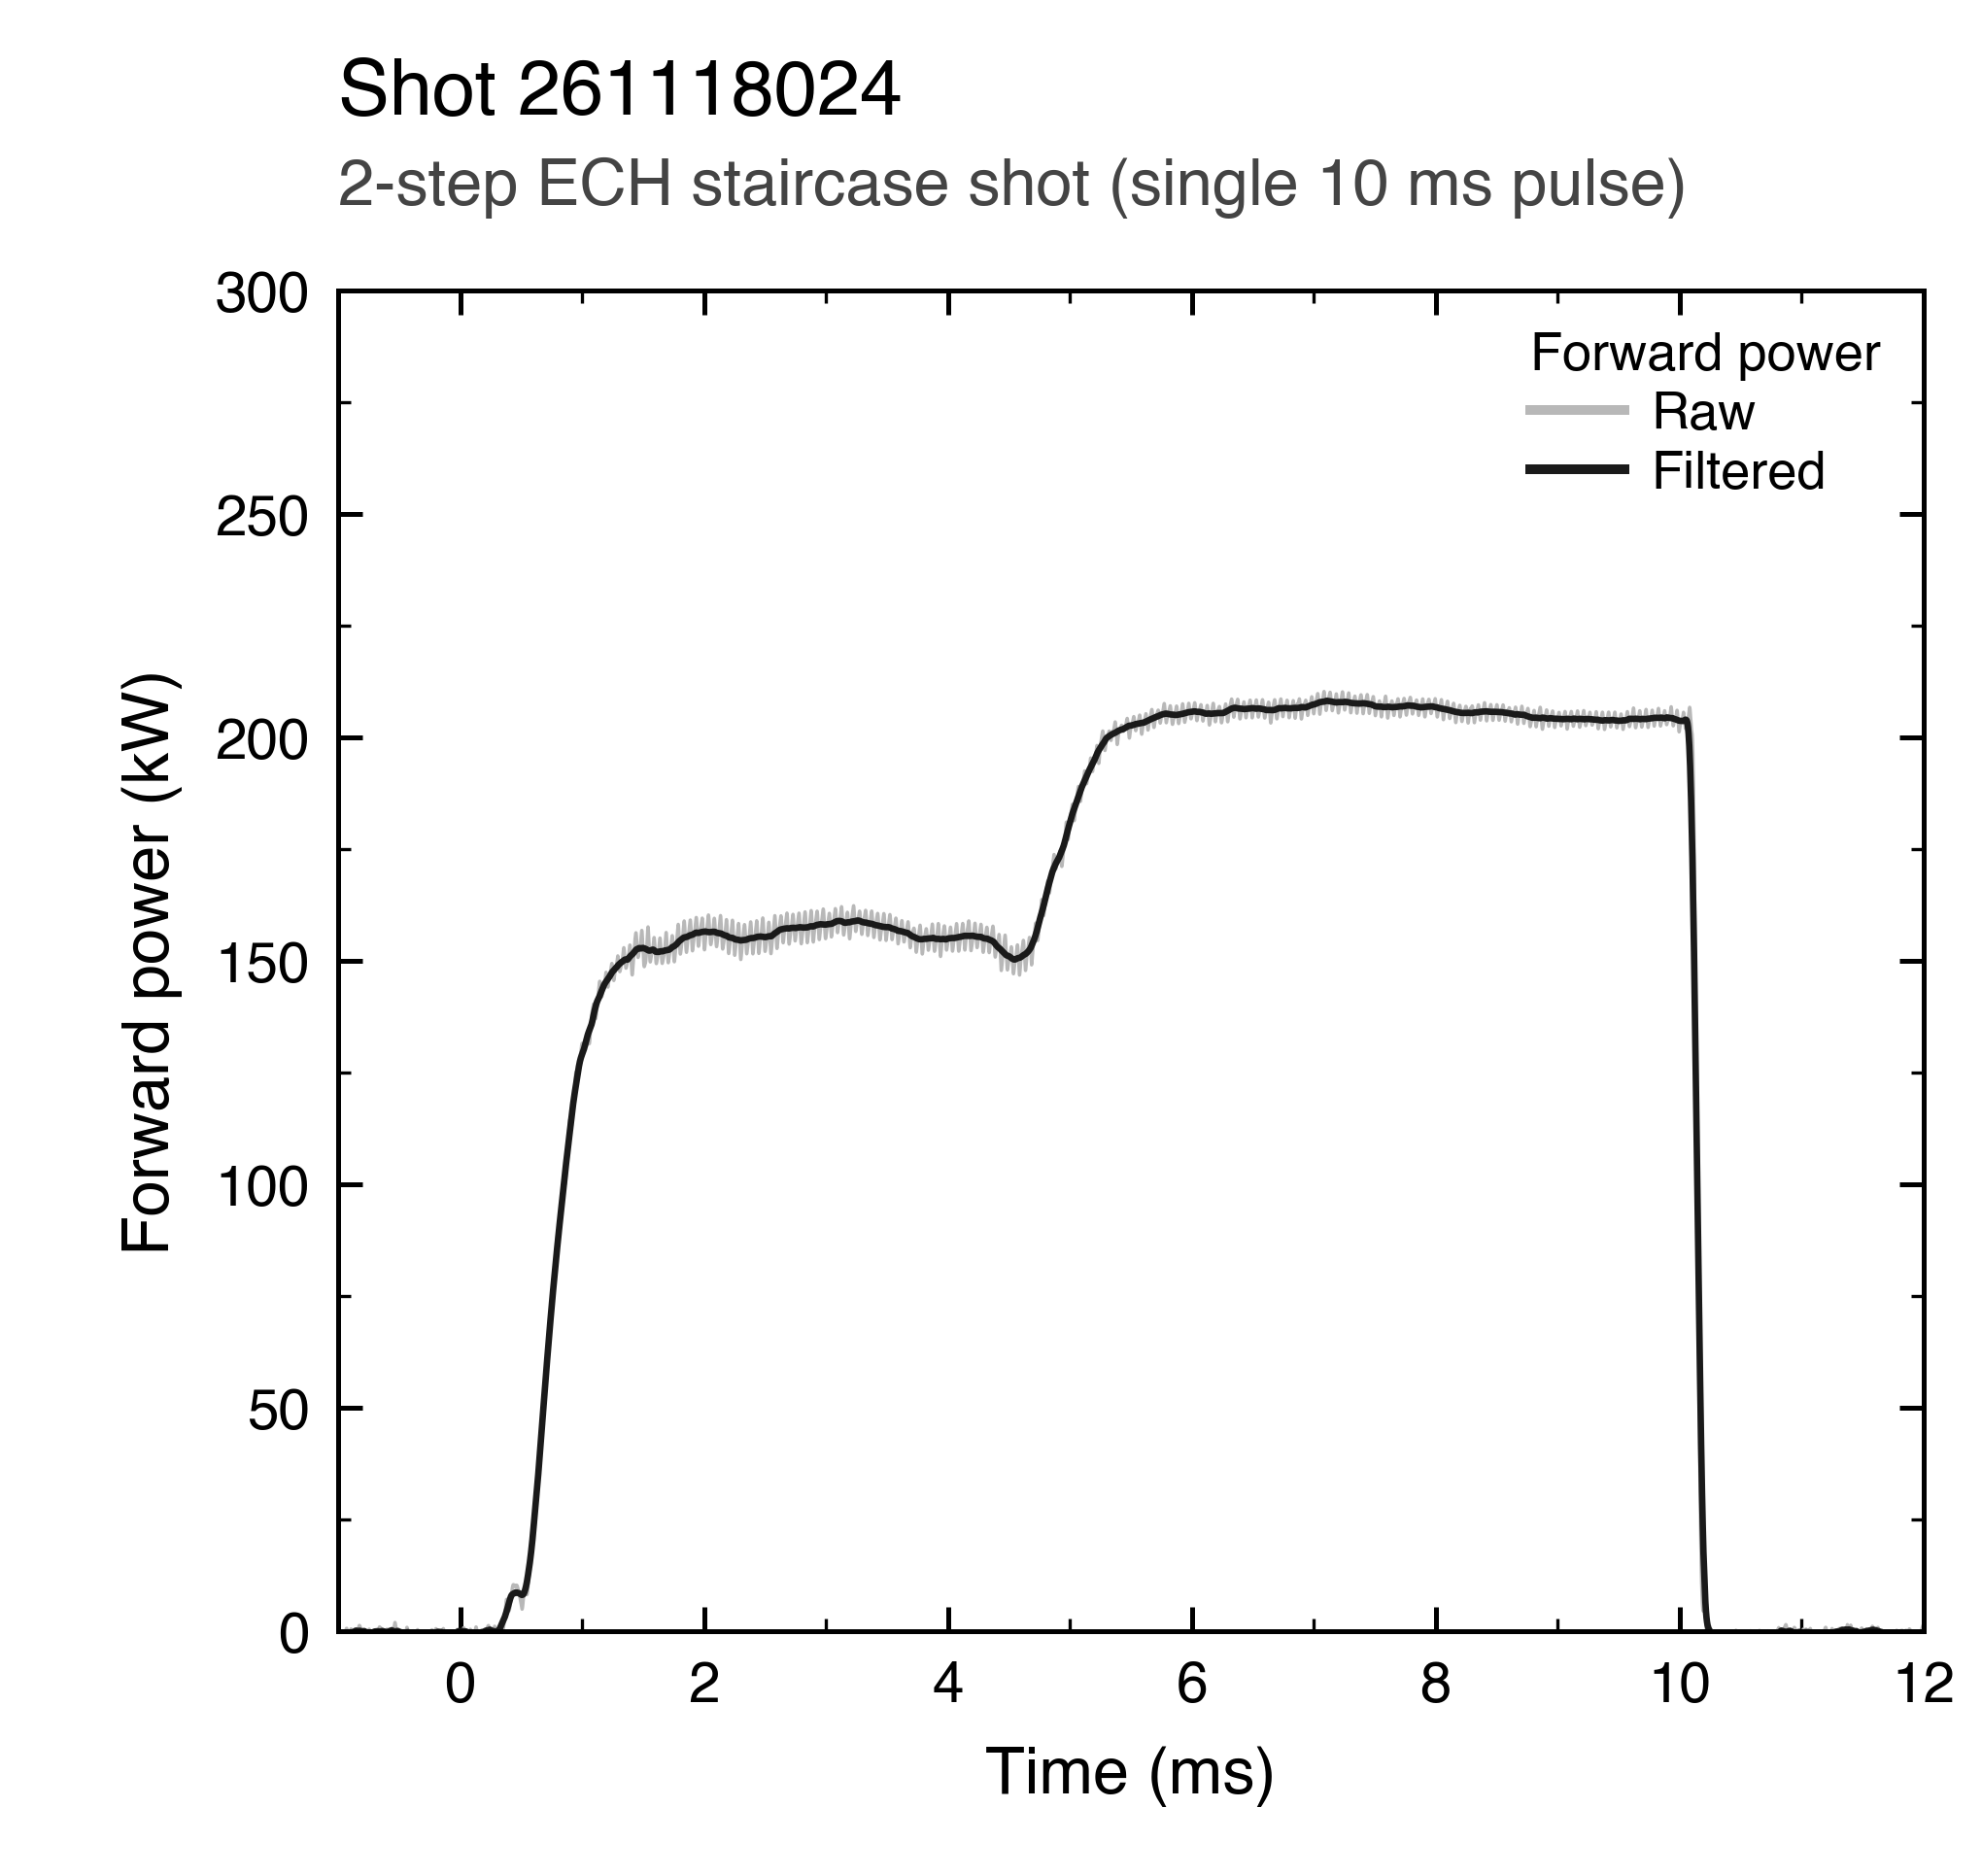 Shot 261118024
2-step ECH staircase shot (single 10 ms pulse)
Forward power
Raw
Filtered
300
250
200
150
100
50
0
Forward power (kW)
0 2 4 6 8 10 12
Time (ms)